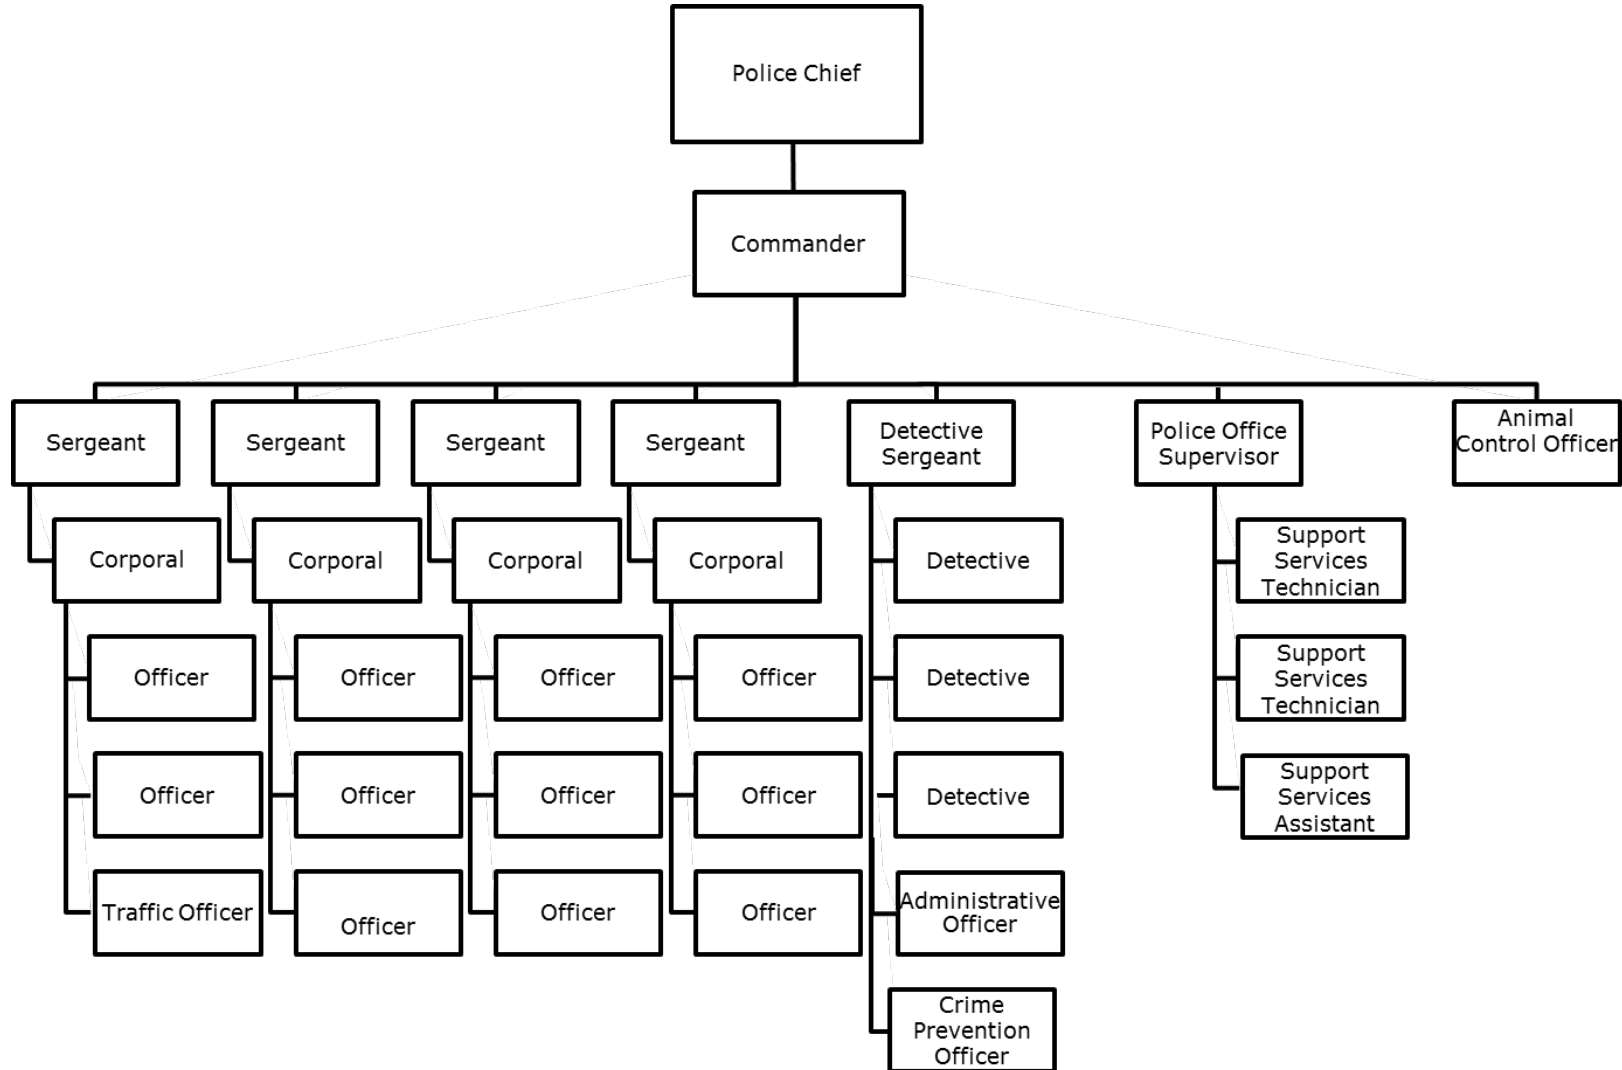 Police Chief
Commander
Sergeant
Sergeant
Sergeant
Sergeant
Detective
Sergeant
Police Office
Supervisor
Animal
Control Officer
Corporal
Corporal
Corporal
Corporal
Detective
Support
Services
Technician
Officer
Officer
Officer
Officer
Detective
Support
Services
Technician
Officer
Officer
Officer
Officer
Detective
Support
Services
Assistant
Traffic Officer
Officer
Officer
Officer
Administrative
Officer
Crime
Prevention
Officer